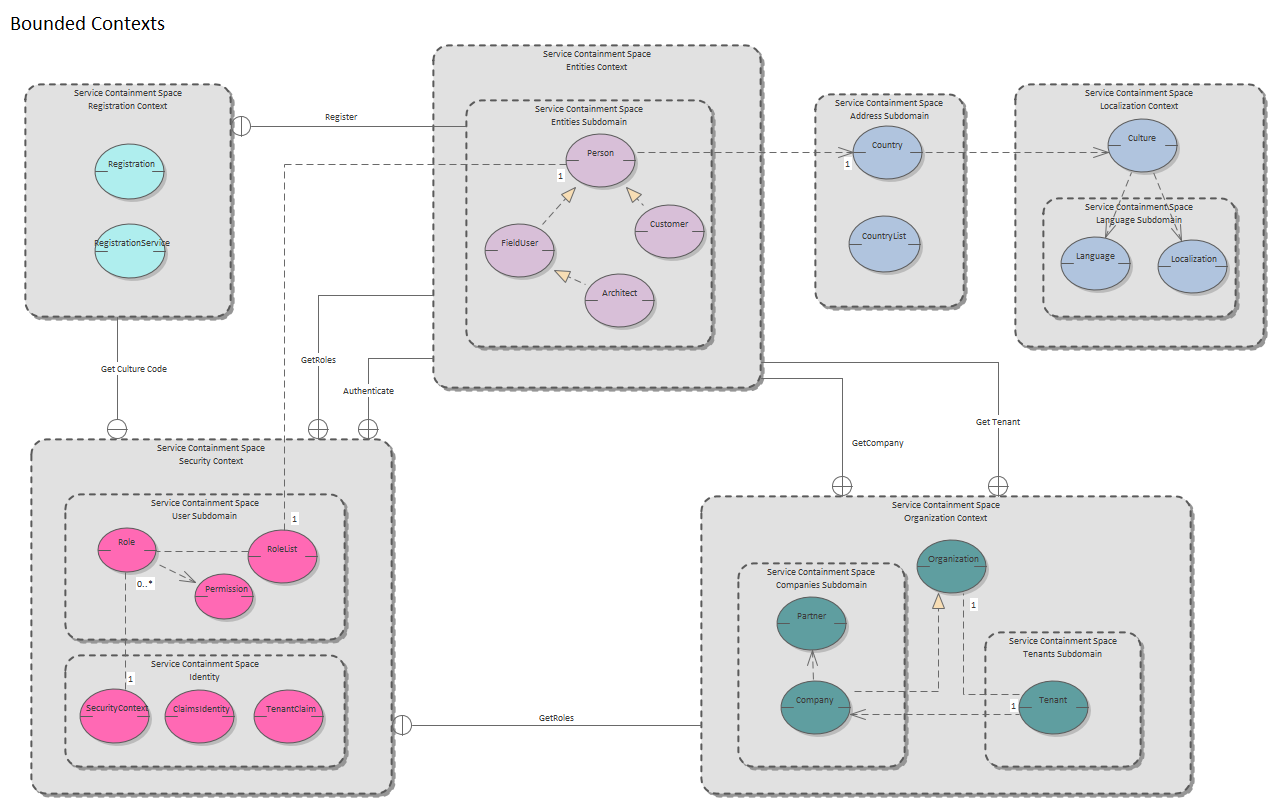 Bounded Contexts
Service Containment Space
Registration Context
Registration
RegistrationService
Register
Service Containment Space
Entities Context
Service Containment Space
Entities Subdomain
Person
1
FieldUser
Customer
Architect
Service Containment Space
Address Subdomain
Country
1
CountryList
Service Containment Space
Localization Context
Culture
Service Containment Space
Language Subdomain
Language
Localization
Get Culture Code
GetRoles
Authenticate
GetCompany
Get Tenant
Service Containment Space
Security Context
Service Containment Space
User Subdomain
1
Role
RoleList
0..*
Permission
Service Containment Space
Identity
1
SecurityContext
ClaimsIdentity
TenantClaim
GetRoles
Service Containment Space
Organization Context
Organization
1
Service Containment Space
Companies Subdomain
Partner
Company
Service Containment Space
Tenants Subdomain
1
Tenant